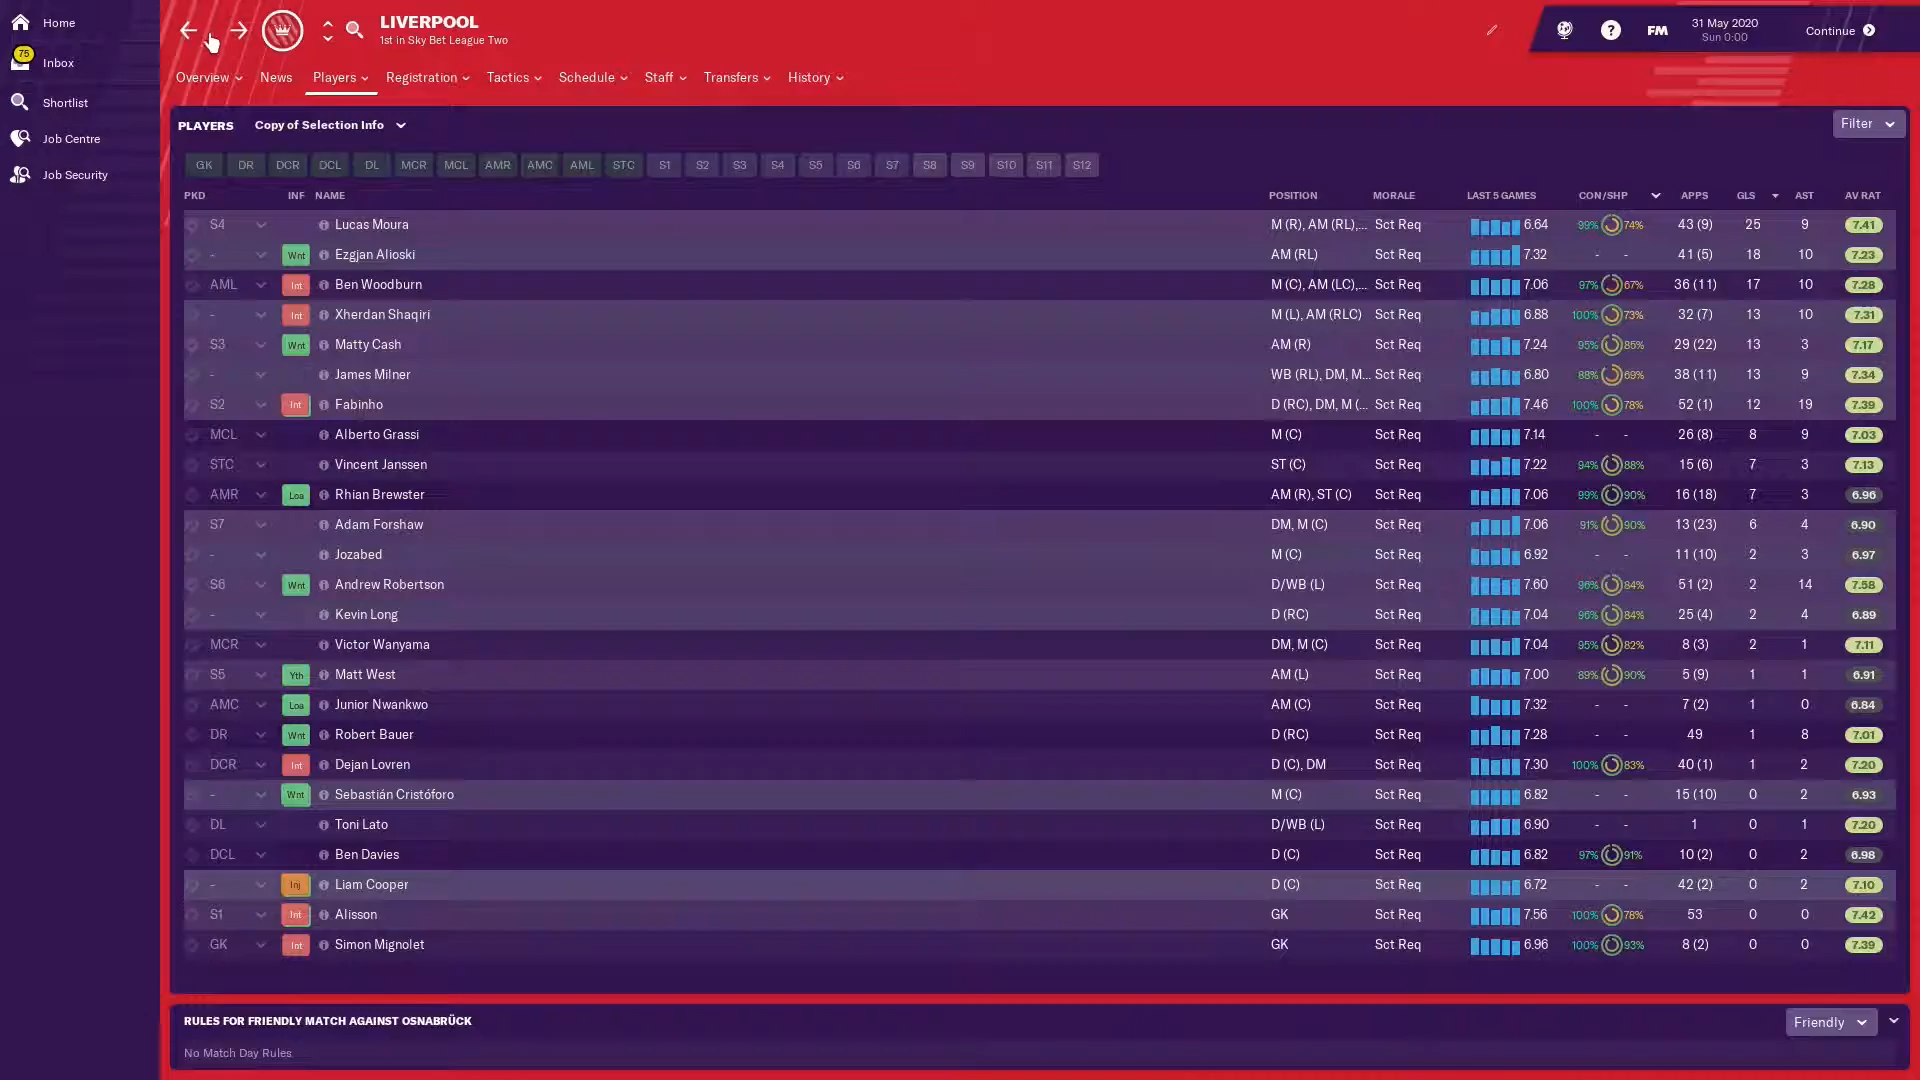 Home
75
Inbox
Shortlist
Job Centre
Job Security
LIVERPOOL
1st in Sky Bet League Two
? FM 31 May 2020 Sun 0:00 Continue
Overview News Players Registration Tactics Schedule Staff Transfers History
PLAYERS Copy of Selection Info Filter
GK DR DCR DCL DL MCR MCL AMR AMC AML STC S1 S2 S3 S4 S5 S6 S7 S8 S9 S10 S11 S12
PKD INF NAME POSITION MORALE LAST 5 GAMES CON/SHP APPS GLS AST AV RAT
S4 Lucas Moura M (R), AM (RL),... Sct Req 6.64 99% 74% 43 (9) 25 9 7.41
- Wnt Ezgjan Alioski AM (RL) Sct Req 7.32 - - 41 (5) 18 10 7.23
AML Int Ben Woodburn M (C), AM (LC),... Sct Req 7.06 97% 67% 36 (11) 17 10 7.28
- Int Xherdan Shaqiri M (L), AM (RLC) Sct Req 6.88 100% 73% 32 (7) 13 10 7.31
S3 Wnt Matty Cash AM (R) Sct Req 7.24 95% 85% 29 (22) 13 3 7.17
- James Milner WB (RL), DM, M... Sct Req 6.80 88% 69% 38 (11) 13 9 7.34
S2 Int Fabinho D (RC), DM, M (... Sct Req 7.46 100% 78% 52 (1) 12 19 7.39
MCL Alberto Grassi M (C) Sct Req 7.14 - - 26 (8) 8 9 7.03
STC Vincent Janssen ST (C) Sct Req 7.22 94% 88% 15 (6) 7 3 7.13
AMR Loa Rhian Brewster AM (R), ST (C) Sct Req 7.06 99% 90% 16 (18) 7 3 6.96
S7 Adam Forshaw DM, M (C) Sct Req 7.06 91% 90% 13 (23) 6 4 6.90
- Jozabed M (C) Sct Req 6.92 - - 11 (10) 2 3 6.97
S6 Wnt Andrew Robertson D/WB (L) Sct Req 7.60 96% 84% 51 (2) 2 14 7.58
- Kevin Long D (RC) Sct Req 7.04 96% 84% 25 (4) 2 4 6.89
MCR Victor Wanyama DM, M (C) Sct Req 7.04 95% 82% 8 (3) 2 1 7.11
S5 Yth Matt West AM (L) Sct Req 7.00 89% 90% 5 (9) 1 1 6.91
AMC Loa Junior Nwankwo AM (C) Sct Req 7.32 - - 7 (2) 1 0 6.84
DR Wnt Robert Bauer D (RC) Sct Req 7.28 - - 49 1 8 7.01
DCR Int Dejan Lovren D (C), DM Sct Req 7.30 100% 83% 40 (1) 1 2 7.20
- Wnt Sebastián Cristóforo M (C) Sct Req 6.82 - - 15 (10) 0 2 6.93
DL Toni Lato D/WB (L) Sct Req 6.90 - - 1 0 1 7.20
DCL Ben Davies D (C) Sct Req 6.82 97% 91% 10 (2) 0 2 6.98
- Inj Liam Cooper D (C) Sct Req 6.72 - - 42 (2) 0 2 7.10
S1 Int Alisson GK Sct Req 7.56 100% 78% 53 0 0 7.42
GK Int Simon Mignolet GK Sct Req 6.96 100% 93% 8 (2) 0 0 7.39
RULES FOR FRIENDLY MATCH AGAINST OSNABRÜCK Friendly
No Match Day Rules